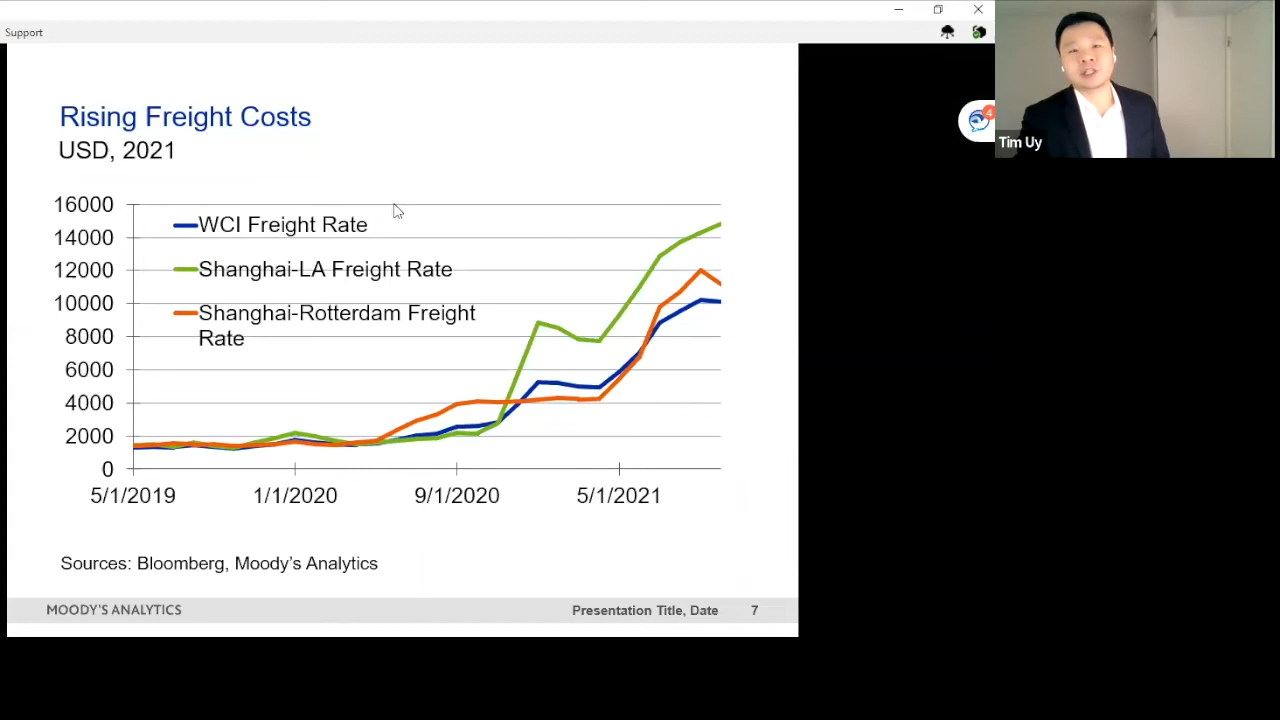 Support
Rising Freight Costs
USD, 2021
16000
14000
12000
10000
8000
6000
4000
2000
0
WCI Freight Rate
Shanghai-LA Freight Rate
Shanghai-Rotterdam Freight
Rate
5/1/2019 1/1/2020 9/1/2020 5/1/2021
Sources: Bloomberg, Moody's Analytics
MOODY'S ANALYTICS Presentation Title, Date 7
4
Tim Uy